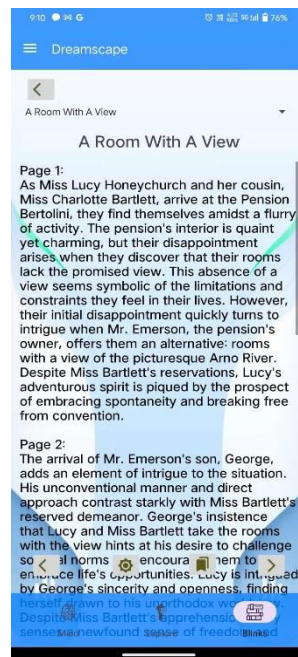 9:10 G 76%
Dreamscape
A Room With A View
A Room With A View
Page 1:
As Miss Lucy Honeychurch and her cousin,
Miss Charlotte Bartlett, arrive at the Pension
Bertolini, they find themselves amidst a flurry
of activity. The pension's interior is quaint
yet charming, but their disappointment
arises when they discover that their rooms
lack the promised view. This absence of a
view seems symbolic of the limitations and
constraints they feel in their lives. However,
their initial disappointment quickly turns to
intrigue when Mr. Emerson, the pension's
owner, offers them an alternative: rooms
with a view of the picturesque Arno River.
Despite Miss Bartlett's reservations, Lucy's
adventurous spirit is piqued by the prospect
of embracing spontaneity and breaking free
from convention.
Page 2:
The arrival of Mr. Emerson's son, George,
adds an element of intrigue to the situation.
His unconventional manner and direct
approach contrast starkly with Miss Bartlett's
reserved demeanor. George's insistence
that Lucy and Miss Bartlett take the rooms
with the view hints at his desire to challenge
norms encoura them to
embrace life's opportunities. Lucy is intrigued
by George's sincerity and openness, finding
herself drawn to his unorthodox
Despite Miss Bartlett's
newfound of
Blinks